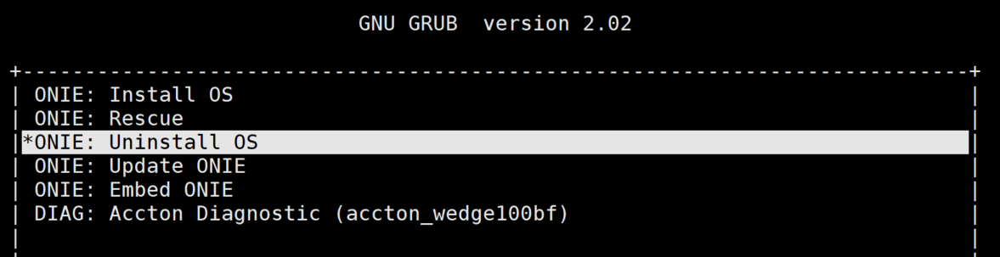 GNU GRUB  version 2.02
+----------------------------------------------------------------------------+
| ONIE: Install OS                                                           |
| ONIE: Rescue                                                               |
|*ONIE: Uninstall OS                                                         |
| ONIE: Update ONIE                                                          |
| ONIE: Embed ONIE                                                           |
| DIAG: Accton Diagnostic (accton_wedge100bf)                                |
|                                                                            |